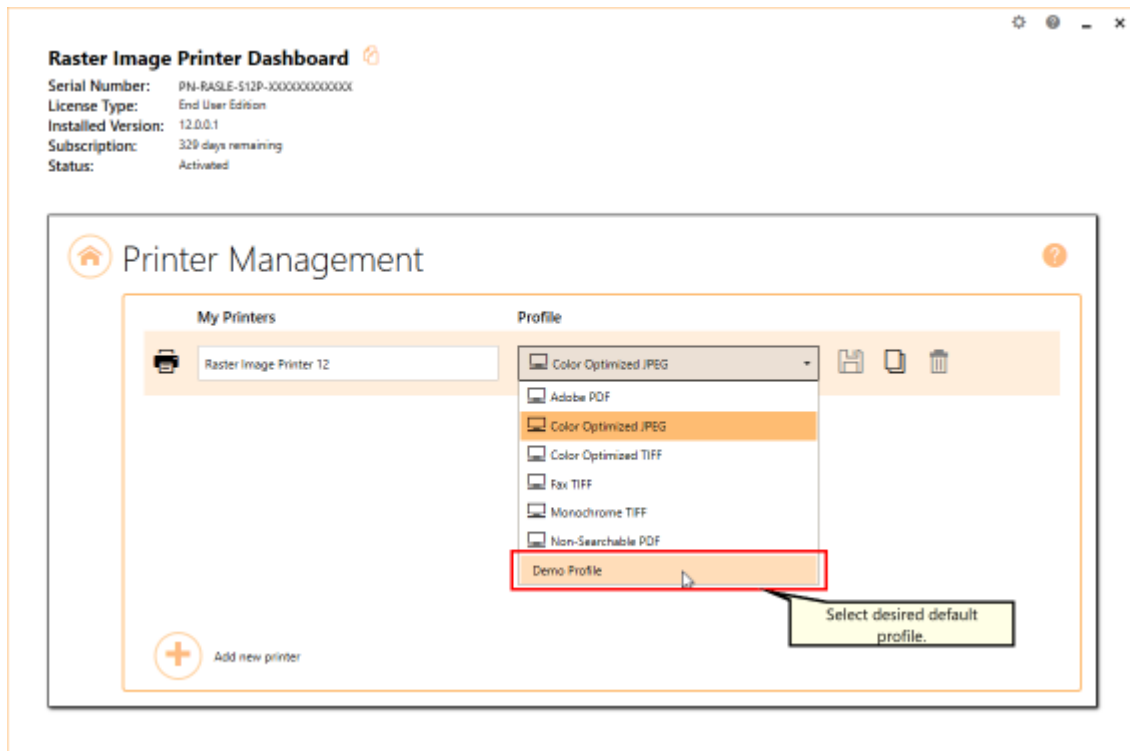 Raster Image Printer Dashboard
Serial Number: PN-RASLE-S12P-XXXXXXXXXXXX
License Type: End User Edition
Installed Version: 12.0.0.1
Subscription: 329 days remaining
Status: Activated
Printer Management
?
My Printers Profile
Raster Image Printer 12 Color Optimized JPEG
Adobe PDF
Color Optimized JPEG
Color Optimized TIFF
Fax TIFF
Monochrome TIFF
Non-Searchable PDF
Demo Profile
Select desired default
profile.
Add new printer